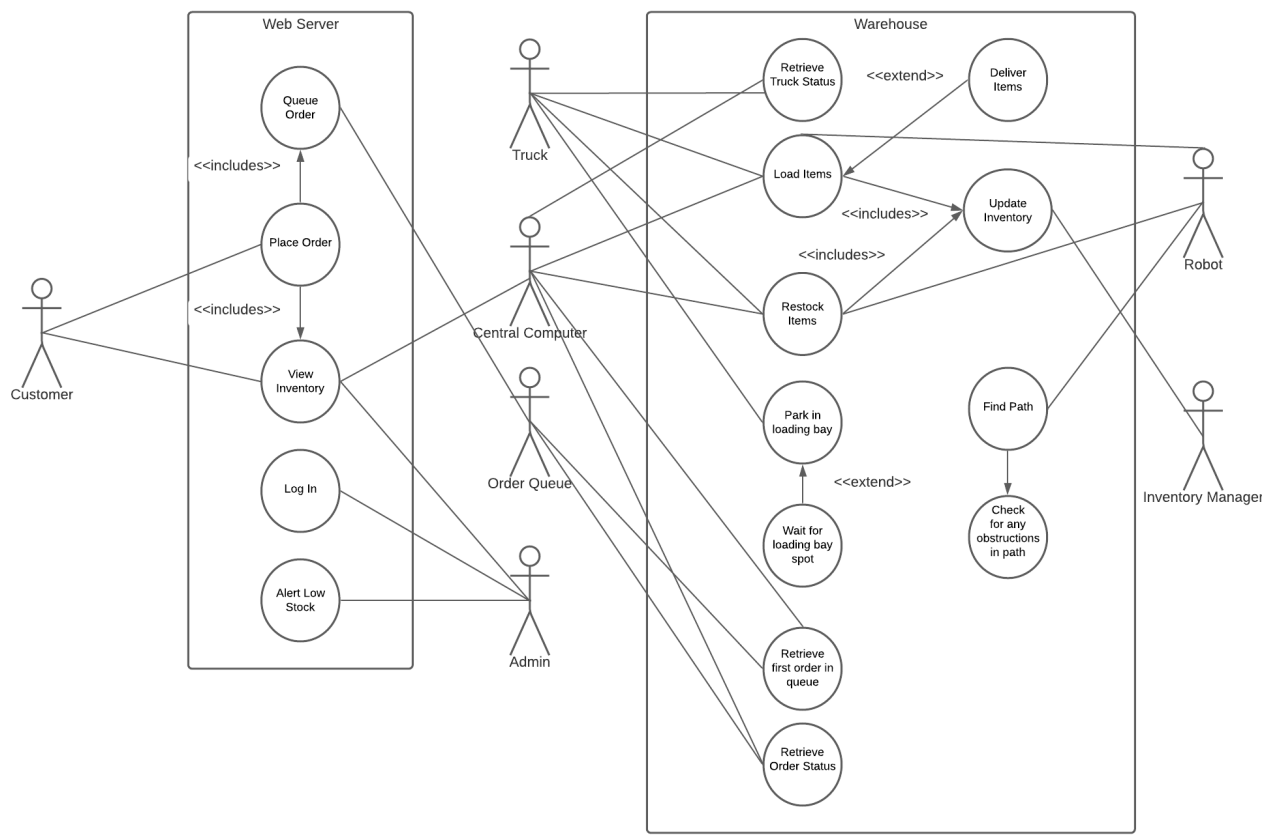 Web Server
Queue
Order
<<includes>>
Place Order
<<includes>>
View
Inventory
Log In
Alert Low
Stock
Customer
Truck
Central Computer
Order Queue
Admin
Warehouse
Retrieve
Truck Status
<<extend>>
Deliver
Items
Load Items
<<includes>>
Update
Inventory
<<includes>>
Restock
Items
Park in
loading bay
Find Path
<<extend>>
Wait for
loading bay
spot
Check
for any
obstructions
in path
Retrieve
first order in
queue
Retrieve
Order Status
Robot
Inventory Manager